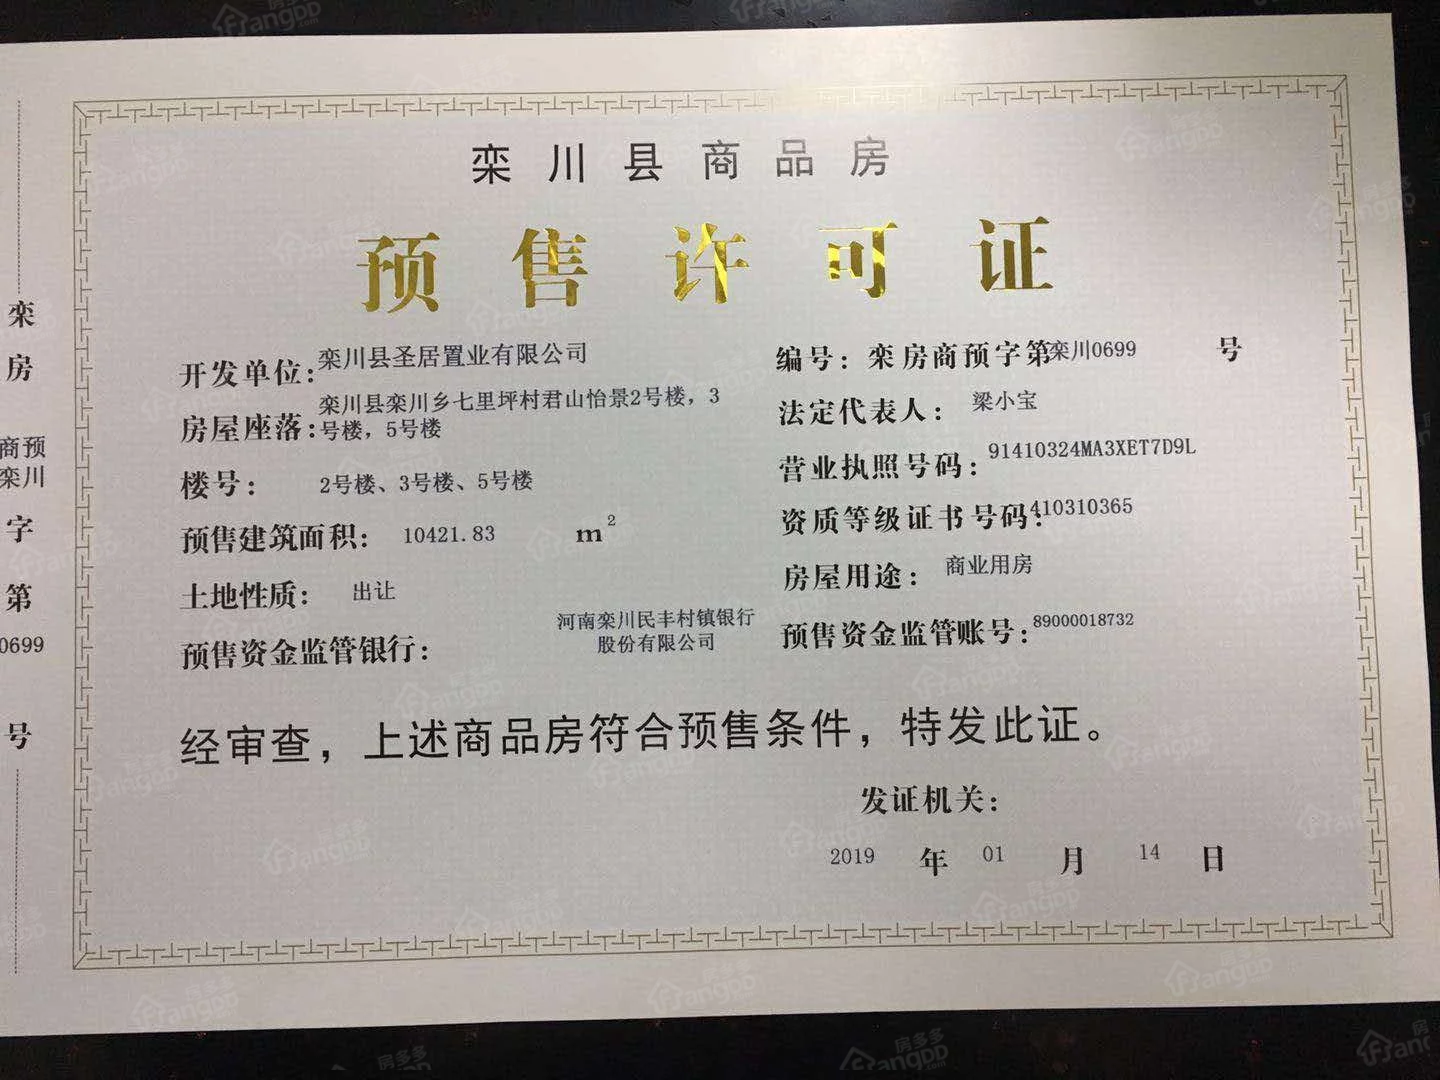 栾川县商品房
预售许可证
开发单位：栾川县圣居置业有限公司
编号：栾房商预字第栾川0699 号
房屋座落：栾川县栾川乡七里坪村君山怡景2号楼，3
号楼，5号楼
法定代表人：梁小宝
楼号：2号楼、3号楼、5号楼
营业执照号码：91410324MA3XET7D9L
预售建筑面积：10421.83 m²
资质等级证书号码：410310365
土地性质：出让
房屋用途：商业用房
预售资金监管银行：河南栾川民丰村镇银行
股份有限公司
预售资金监管账号：89000018732
经审查，上述商品房符合预售条件，特发此证。
发证机关：
2019 年 01 月 14 日
栾
房
商预
栾川
字
第
0699
号
房多多
Fangdd.com